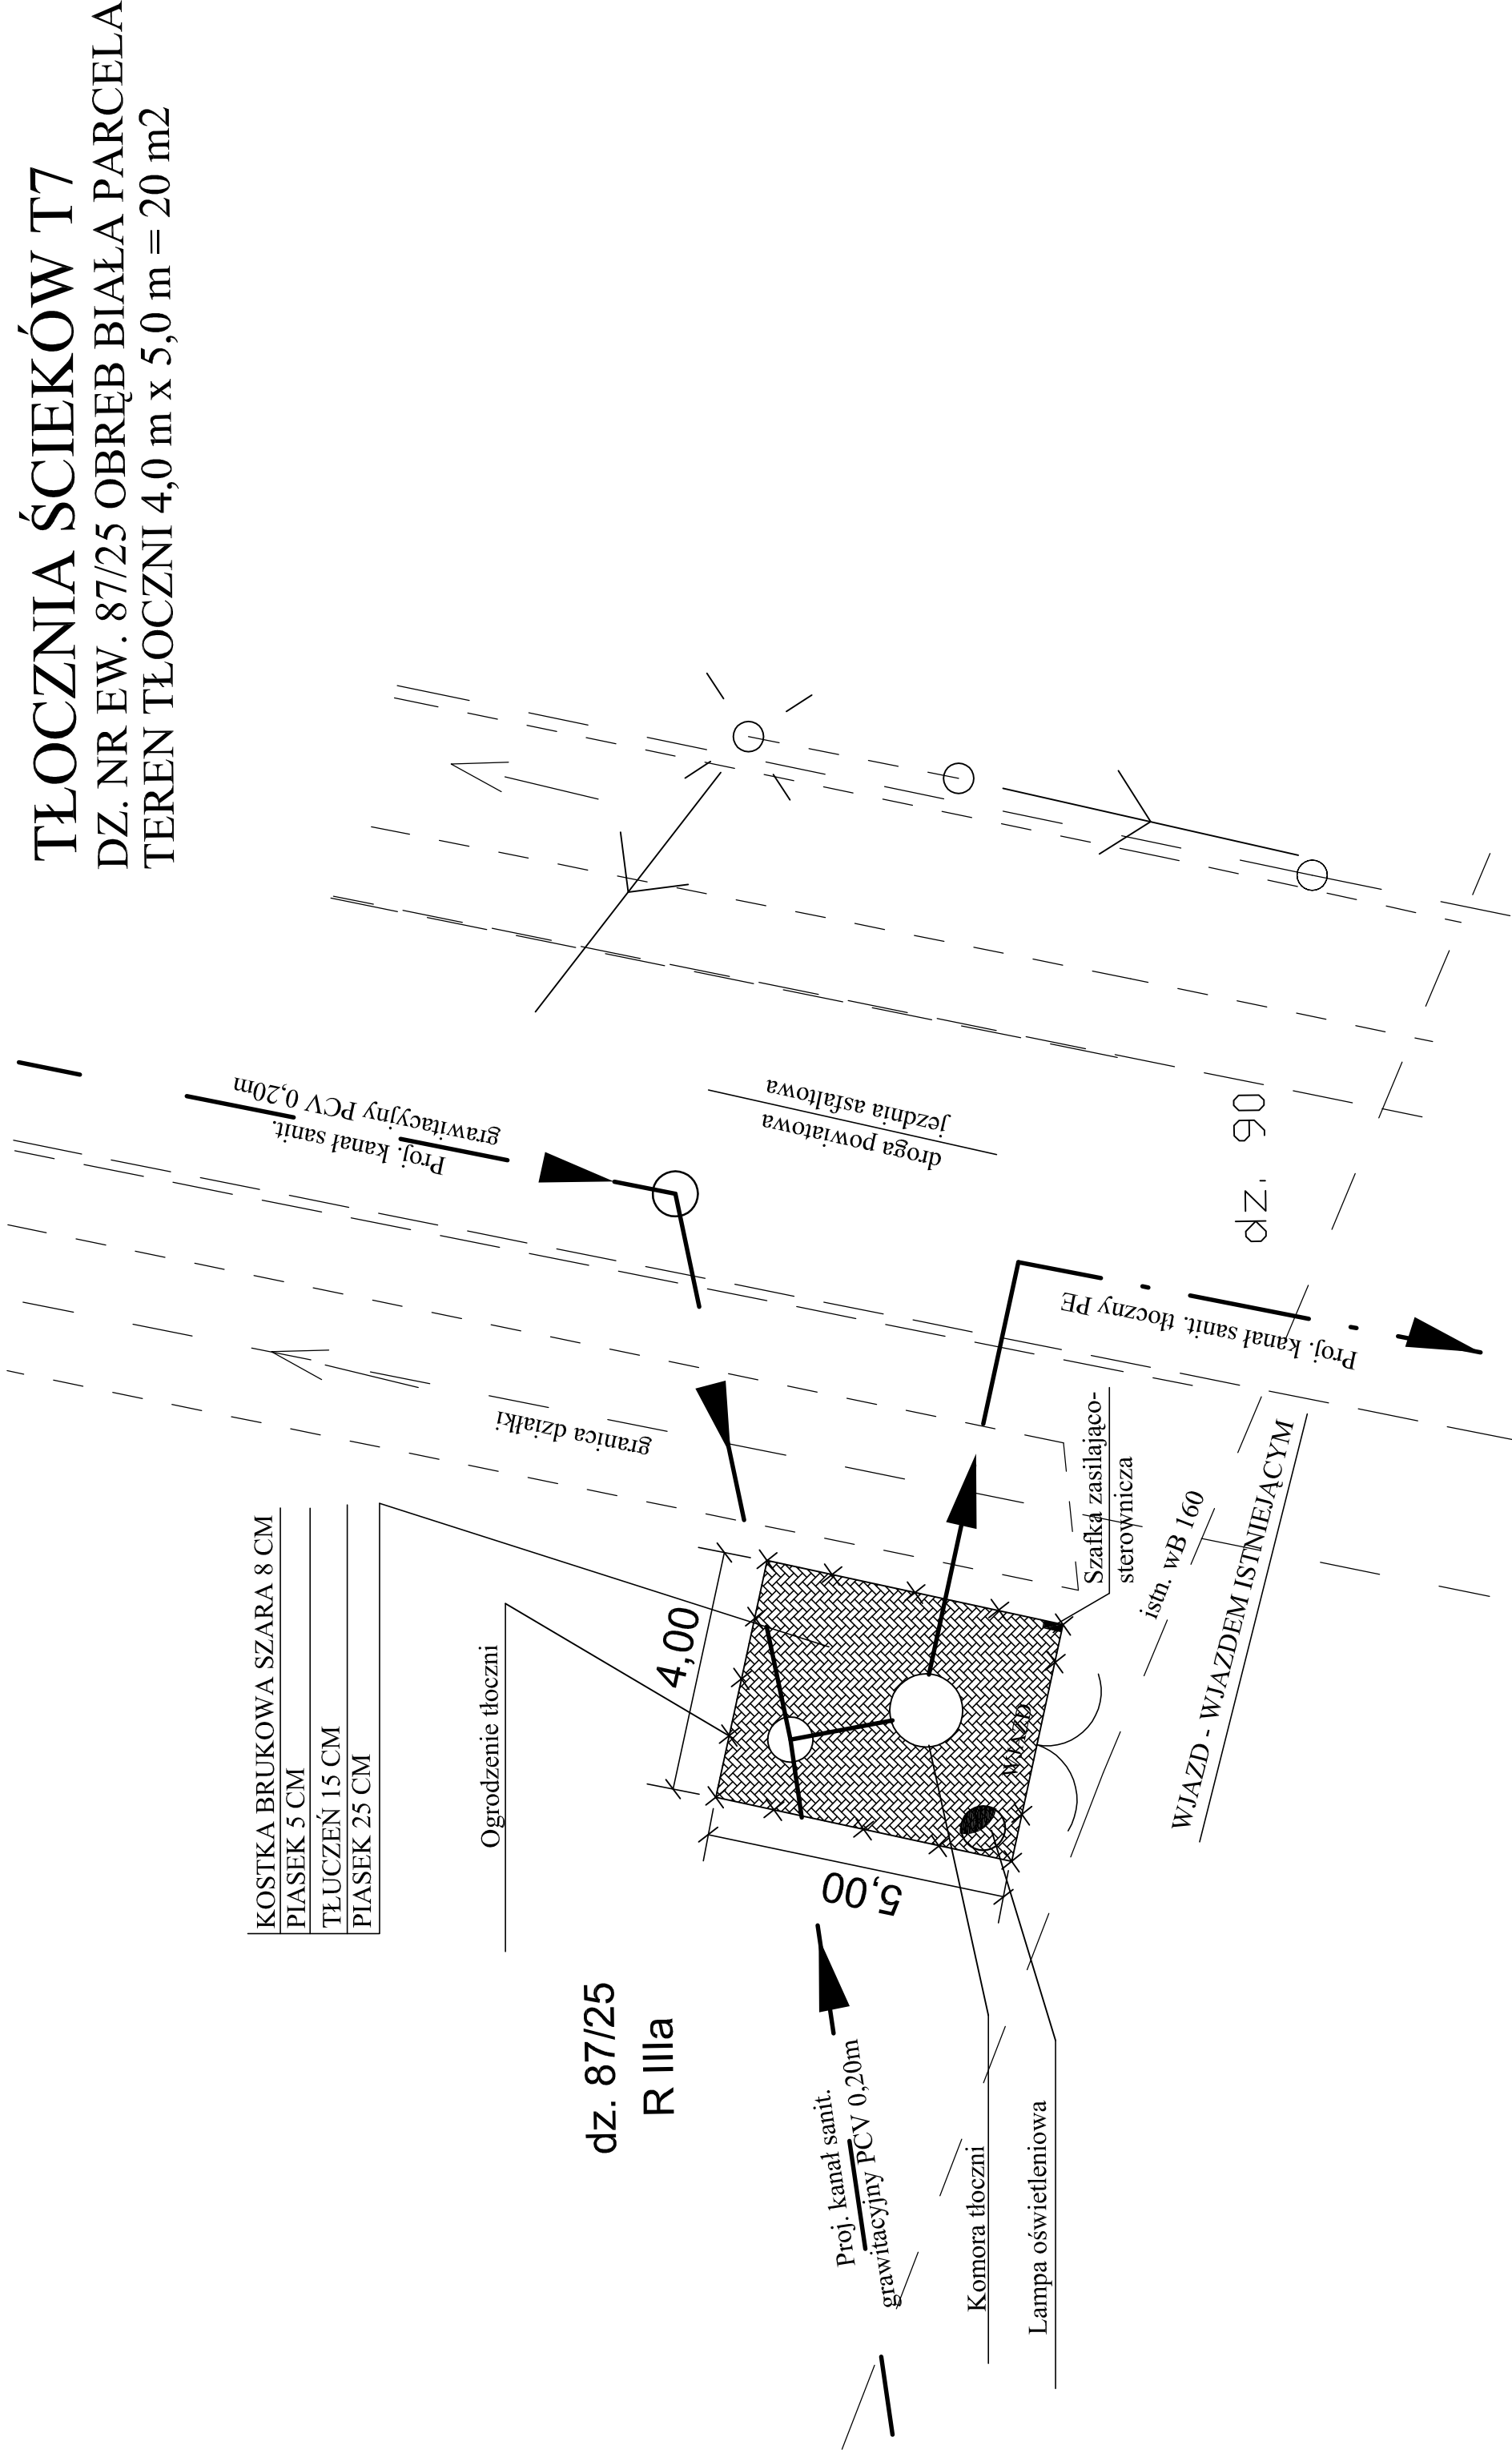 TŁOCZNIA ŚCIEKÓW T7
DZ. NR EW. 87/25 OBRĘB BIAŁA PARCELA
TEREN TŁOCZNI 4,0 m x 5,0 m = 20 m2
KOSTKA BRUKOWA SZARA 8 CM
PIASEK 5 CM
TŁUCZEŃ 15 CM
PIASEK 25 CM
Ogrodzenie tłoczni
Proj. kanał sanit.
grawitacyjny PCV 0,20m
granica działki
droga powiatowa
jezdnia asfaltowa
4,00
5,00
dz. 87/25
R IIIa
Proj. kanał sanit.
grawitacyjny PCV 0,20m
Komora tłoczni
Lampa oświetleniowa
WJAZD
Szafka zasilająco-
sterownicza
istn. wB 160
WJAZD - WJAZDEM ISTNIEJĄCYM
Proj. kanał sanit. tłoczny PE
dz. 90